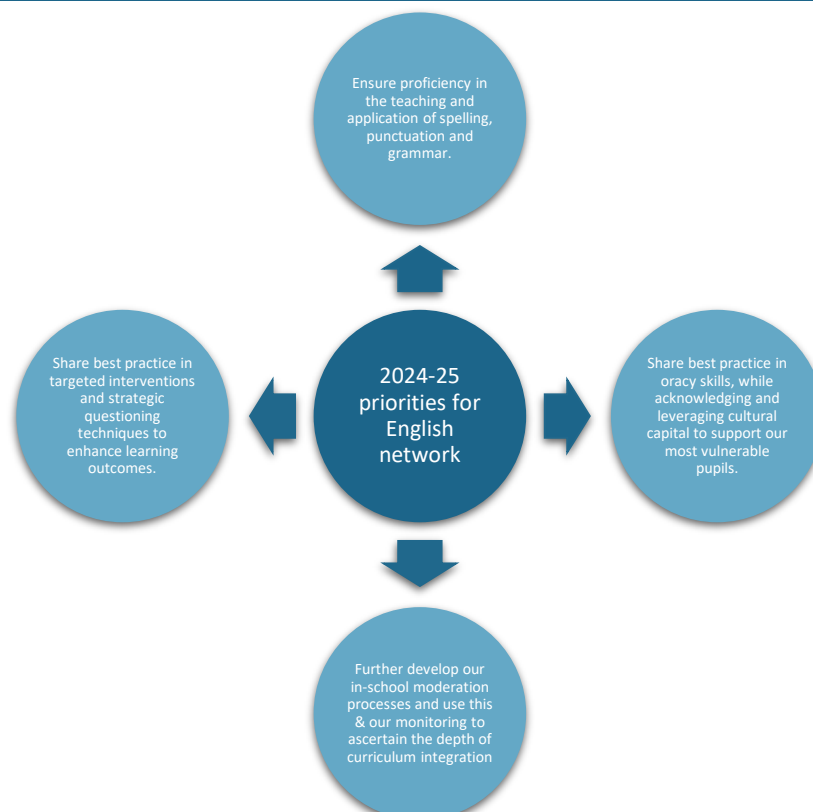 Ensure proficiency in
the teaching and
application of spelling,
punctuation and
grammar.
Share best practice in
targeted interventions
and strategic
questioning
techniques to
enhance learning
outcomes.
2024-25
priorities for
English
network
Share best practice in
oracy skills, while
acknowledging and
leveraging cultural
capital to support our
most vulnerable
pupils.
Further develop our
in-school moderation
processes and use this
& our monitoring to
ascertain the depth of
curriculum integration